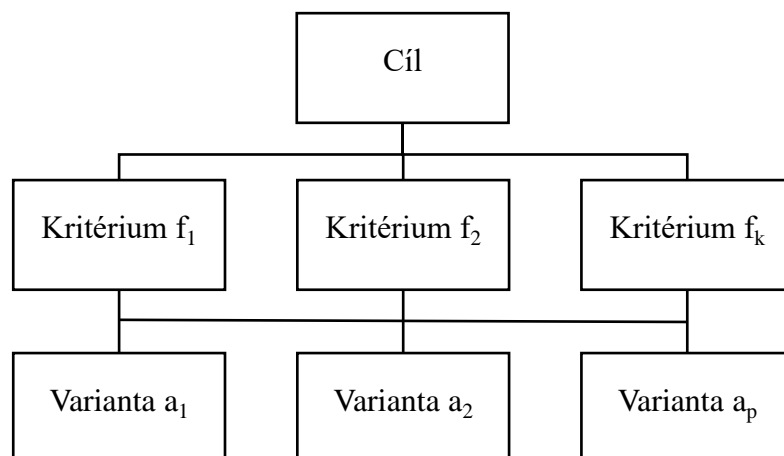 Cíl
Kritérium f₁ Kritérium f₂ Kritérium fₖ
Varianta a₁ Varianta a₂ Varianta aₚ